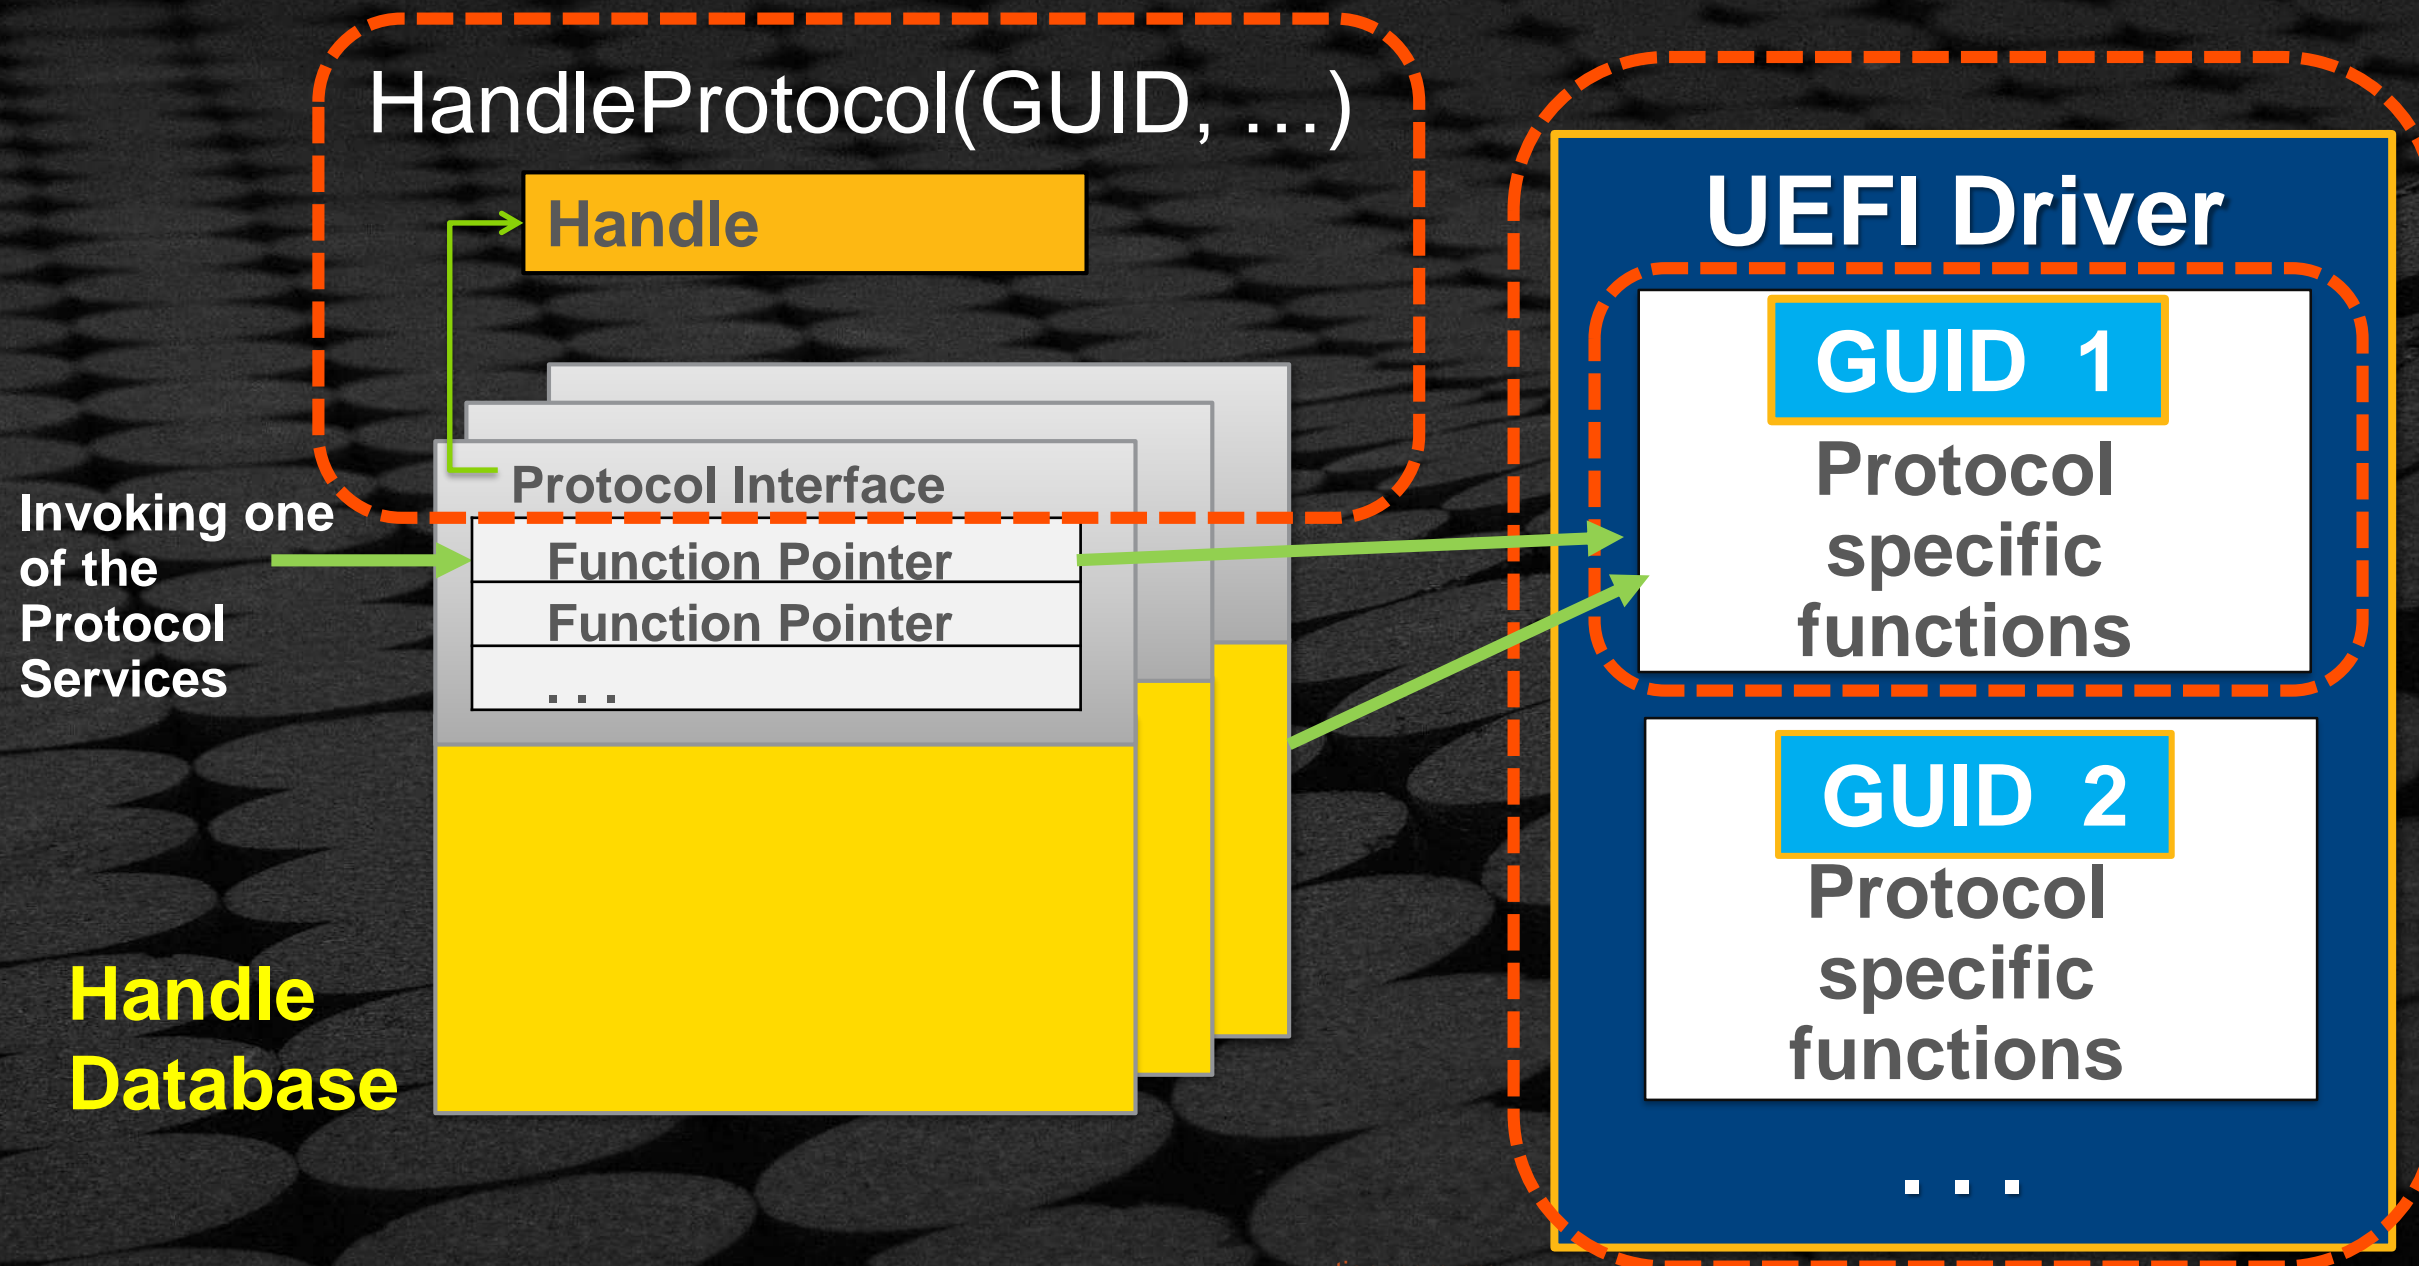 HandleProtocol(GUID, …)
Handle
Protocol Interface
Function Pointer
Function Pointer
. . .
Invoking one
of the
Protocol
Services
Handle
Database
UEFI Driver
GUID 1
Protocol
specific
functions
GUID 2
Protocol
specific
functions
. . .